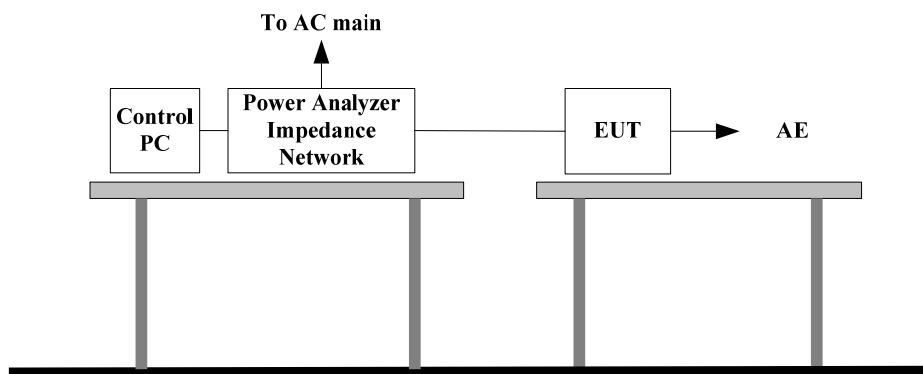 To AC main
Control
PC
Power Analyzer
Impedance
Network
EUT
AE